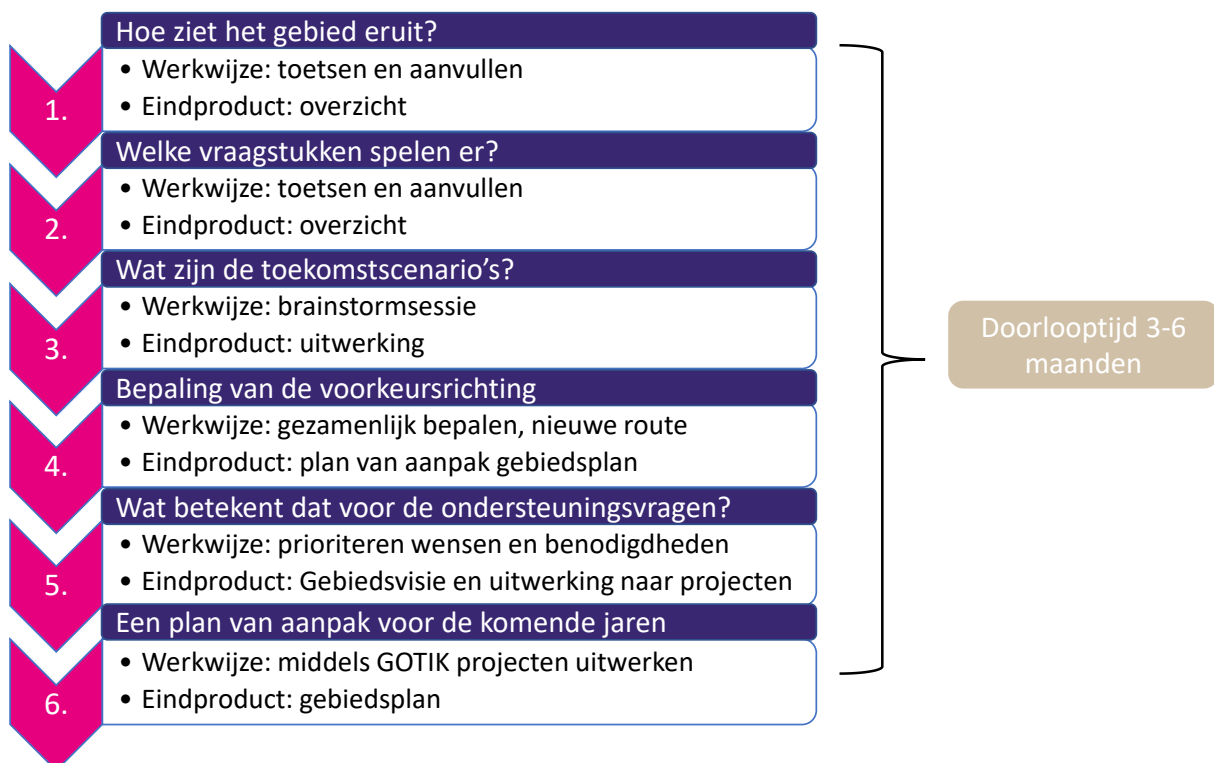 Hoe ziet het gebied eruit?
1.
• Werkwijze: toetsen en aanvullen
• Eindproduct: overzicht
Welke vraagstukken spelen er?
2.
• Werkwijze: toetsen en aanvullen
• Eindproduct: overzicht
Wat zijn de toekomstscenario’s?
3.
• Werkwijze: brainstormsessie
• Eindproduct: uitwerking
Bepaling van de voorkeursrichting
4.
• Werkwijze: gezamenlijk bepalen, nieuwe route
• Eindproduct: plan van aanpak gebiedsplan
Wat betekent dat voor de ondersteuningsvragen?
5.
• Werkwijze: prioriteren wensen en benodigdheden
• Eindproduct: Gebiedsvisie en uitwerking naar projecten
Een plan van aanpak voor de komende jaren
6.
• Werkwijze: middels GOTIK projecten uitwerken
• Eindproduct: gebiedsplan
Doorlooptijd 3-6
maanden